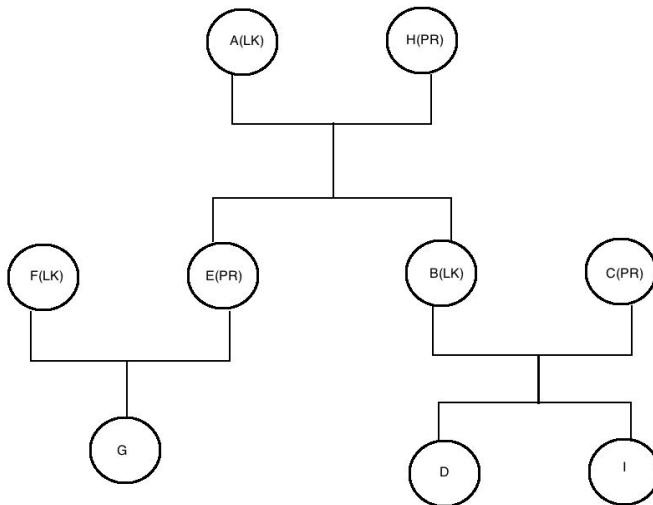 A(LK)
H(PR)
F(LK)
E(PR)
B(LK)
C(PR)
G
D
I